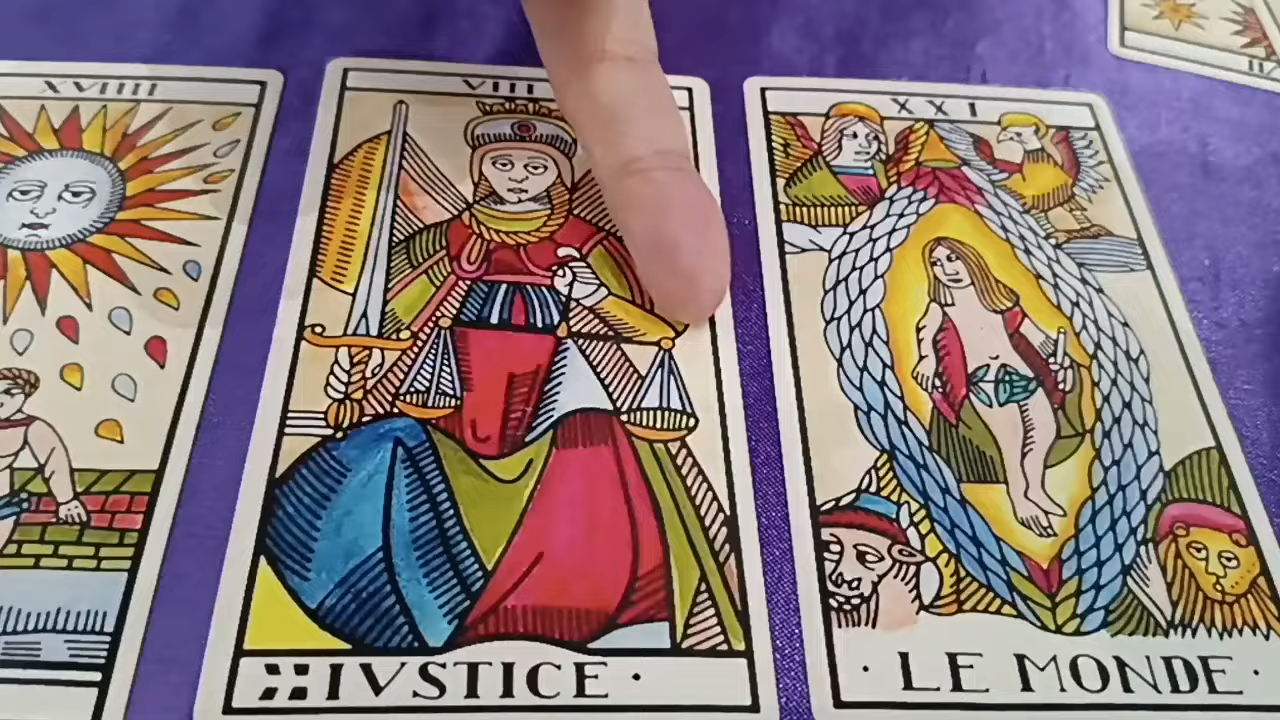 XVIIII
VIII
XXI
IVSTICE ·
· LE MONDE ·